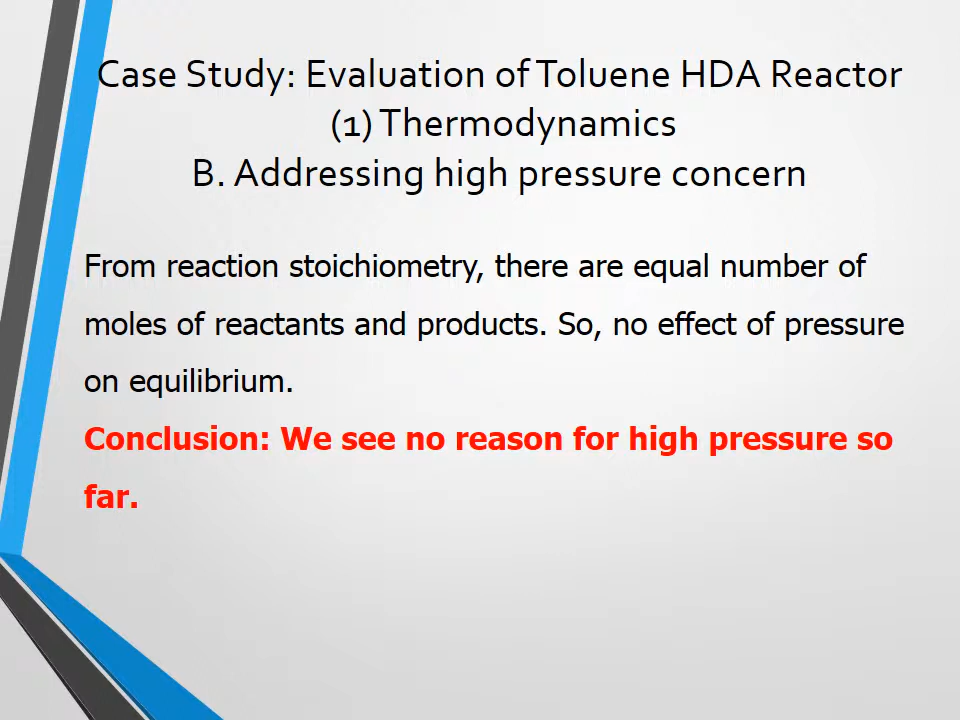 Case Study: Evaluation of Toluene HDA Reactor
(1) Thermodynamics
B. Addressing high pressure concern
From reaction stoichiometry, there are equal number of
moles of reactants and products. So, no effect of pressure
on equilibrium.
Conclusion: We see no reason for high pressure so
far.